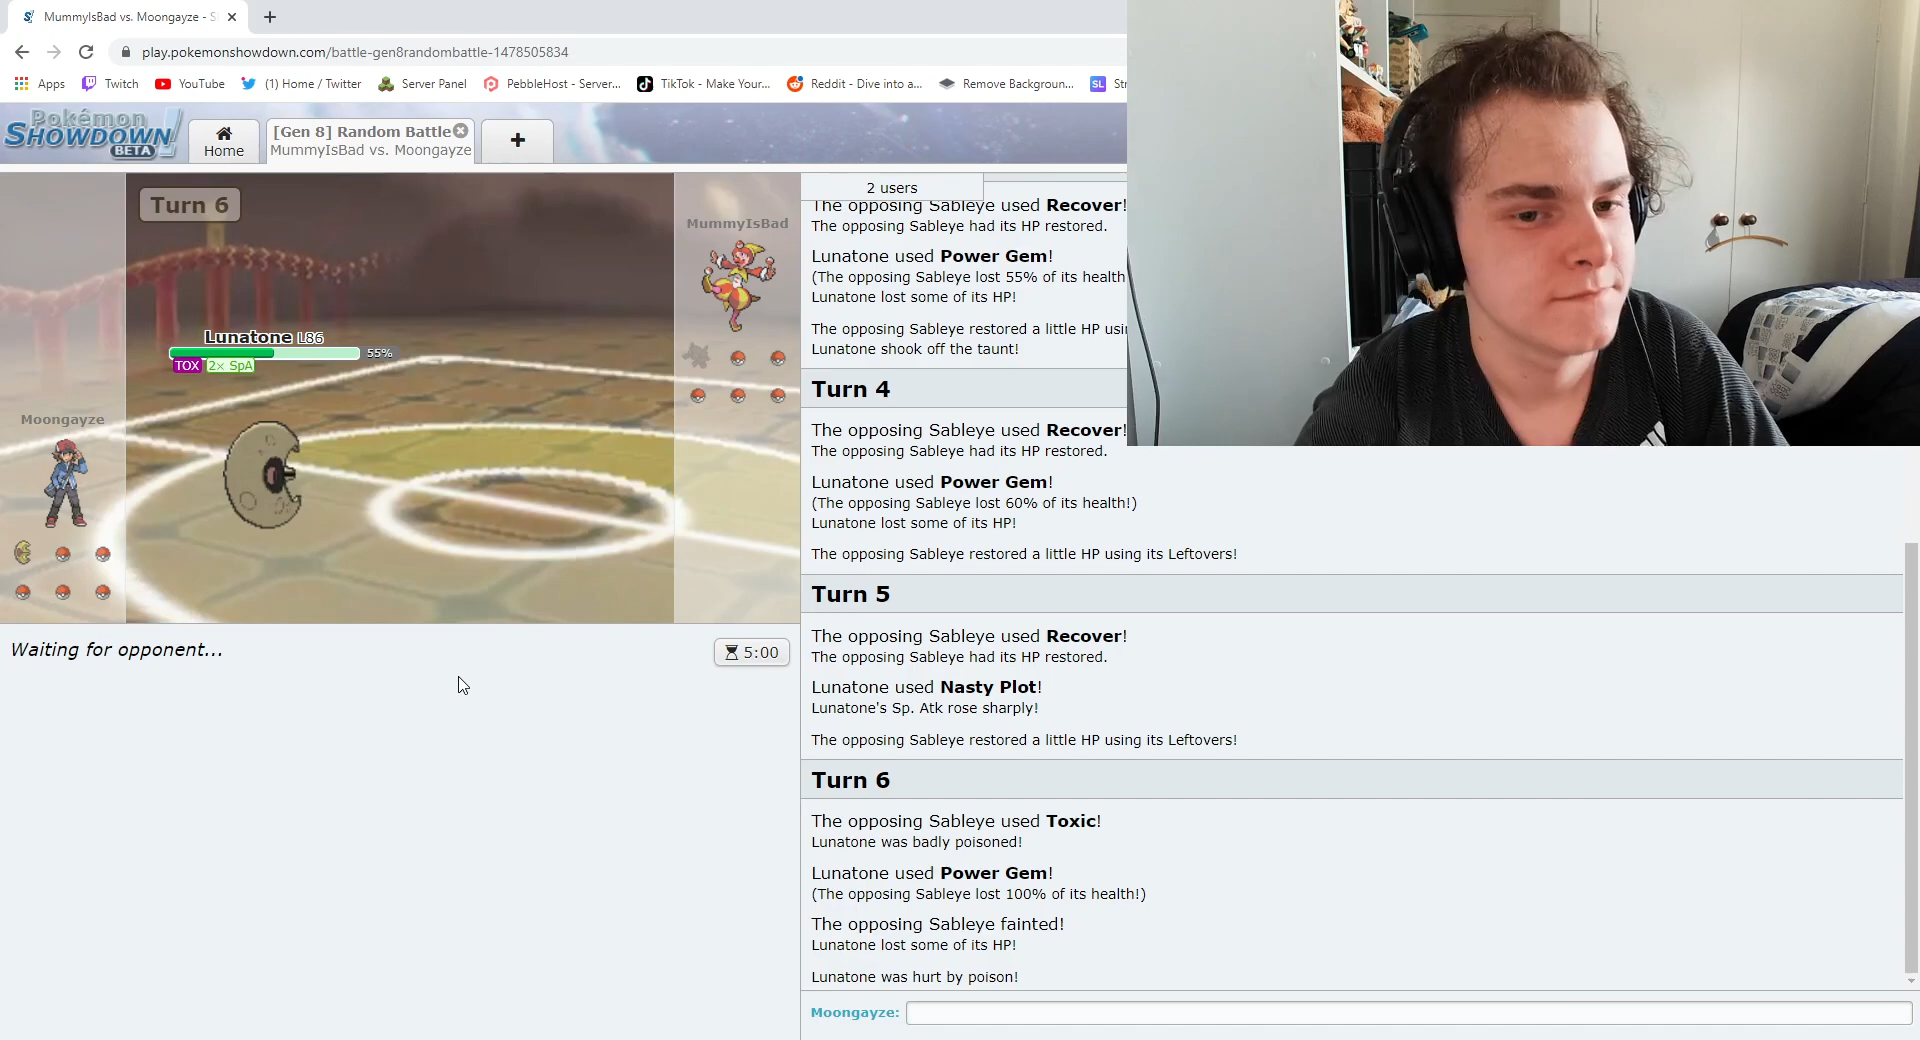 MummyIsBad vs. Moongayze - S
play.pokemonshowdown.com/battle-gen8randombattle-1478505834
Apps
Twitch
YouTube
(1) Home / Twitter
Server Panel
PebbleHost - Server...
TikTok - Make Your...
Reddit - Dive into a...
Remove Backgroun...
SL
Str
Pokémon
SHOWDOWN!
BETA
Home
[Gen 8] Random Battle
MummyIsBad vs. Moongayze
Turn 6
MummyIsBad
Lunatone L86
55%
TOX 2× SpA
Moongayze
Waiting for opponent...
5:00
2 users
The opposing Sableye used Recover!
The opposing Sableye had its HP restored.
Lunatone used Power Gem!
(The opposing Sableye lost 55% of its health
Lunatone lost some of its HP!
The opposing Sableye restored a little HP usi
Lunatone shook off the taunt!
Turn 4
The opposing Sableye used Recover!
The opposing Sableye had its HP restored.
Lunatone used Power Gem!
(The opposing Sableye lost 60% of its health!)
Lunatone lost some of its HP!
The opposing Sableye restored a little HP using its Leftovers!
Turn 5
The opposing Sableye used Recover!
The opposing Sableye had its HP restored.
Lunatone used Nasty Plot!
Lunatone's Sp. Atk rose sharply!
The opposing Sableye restored a little HP using its Leftovers!
Turn 6
The opposing Sableye used Toxic!
Lunatone was badly poisoned!
Lunatone used Power Gem!
(The opposing Sableye lost 100% of its health!)
The opposing Sableye fainted!
Lunatone lost some of its HP!
Lunatone was hurt by poison!
Moongayze: